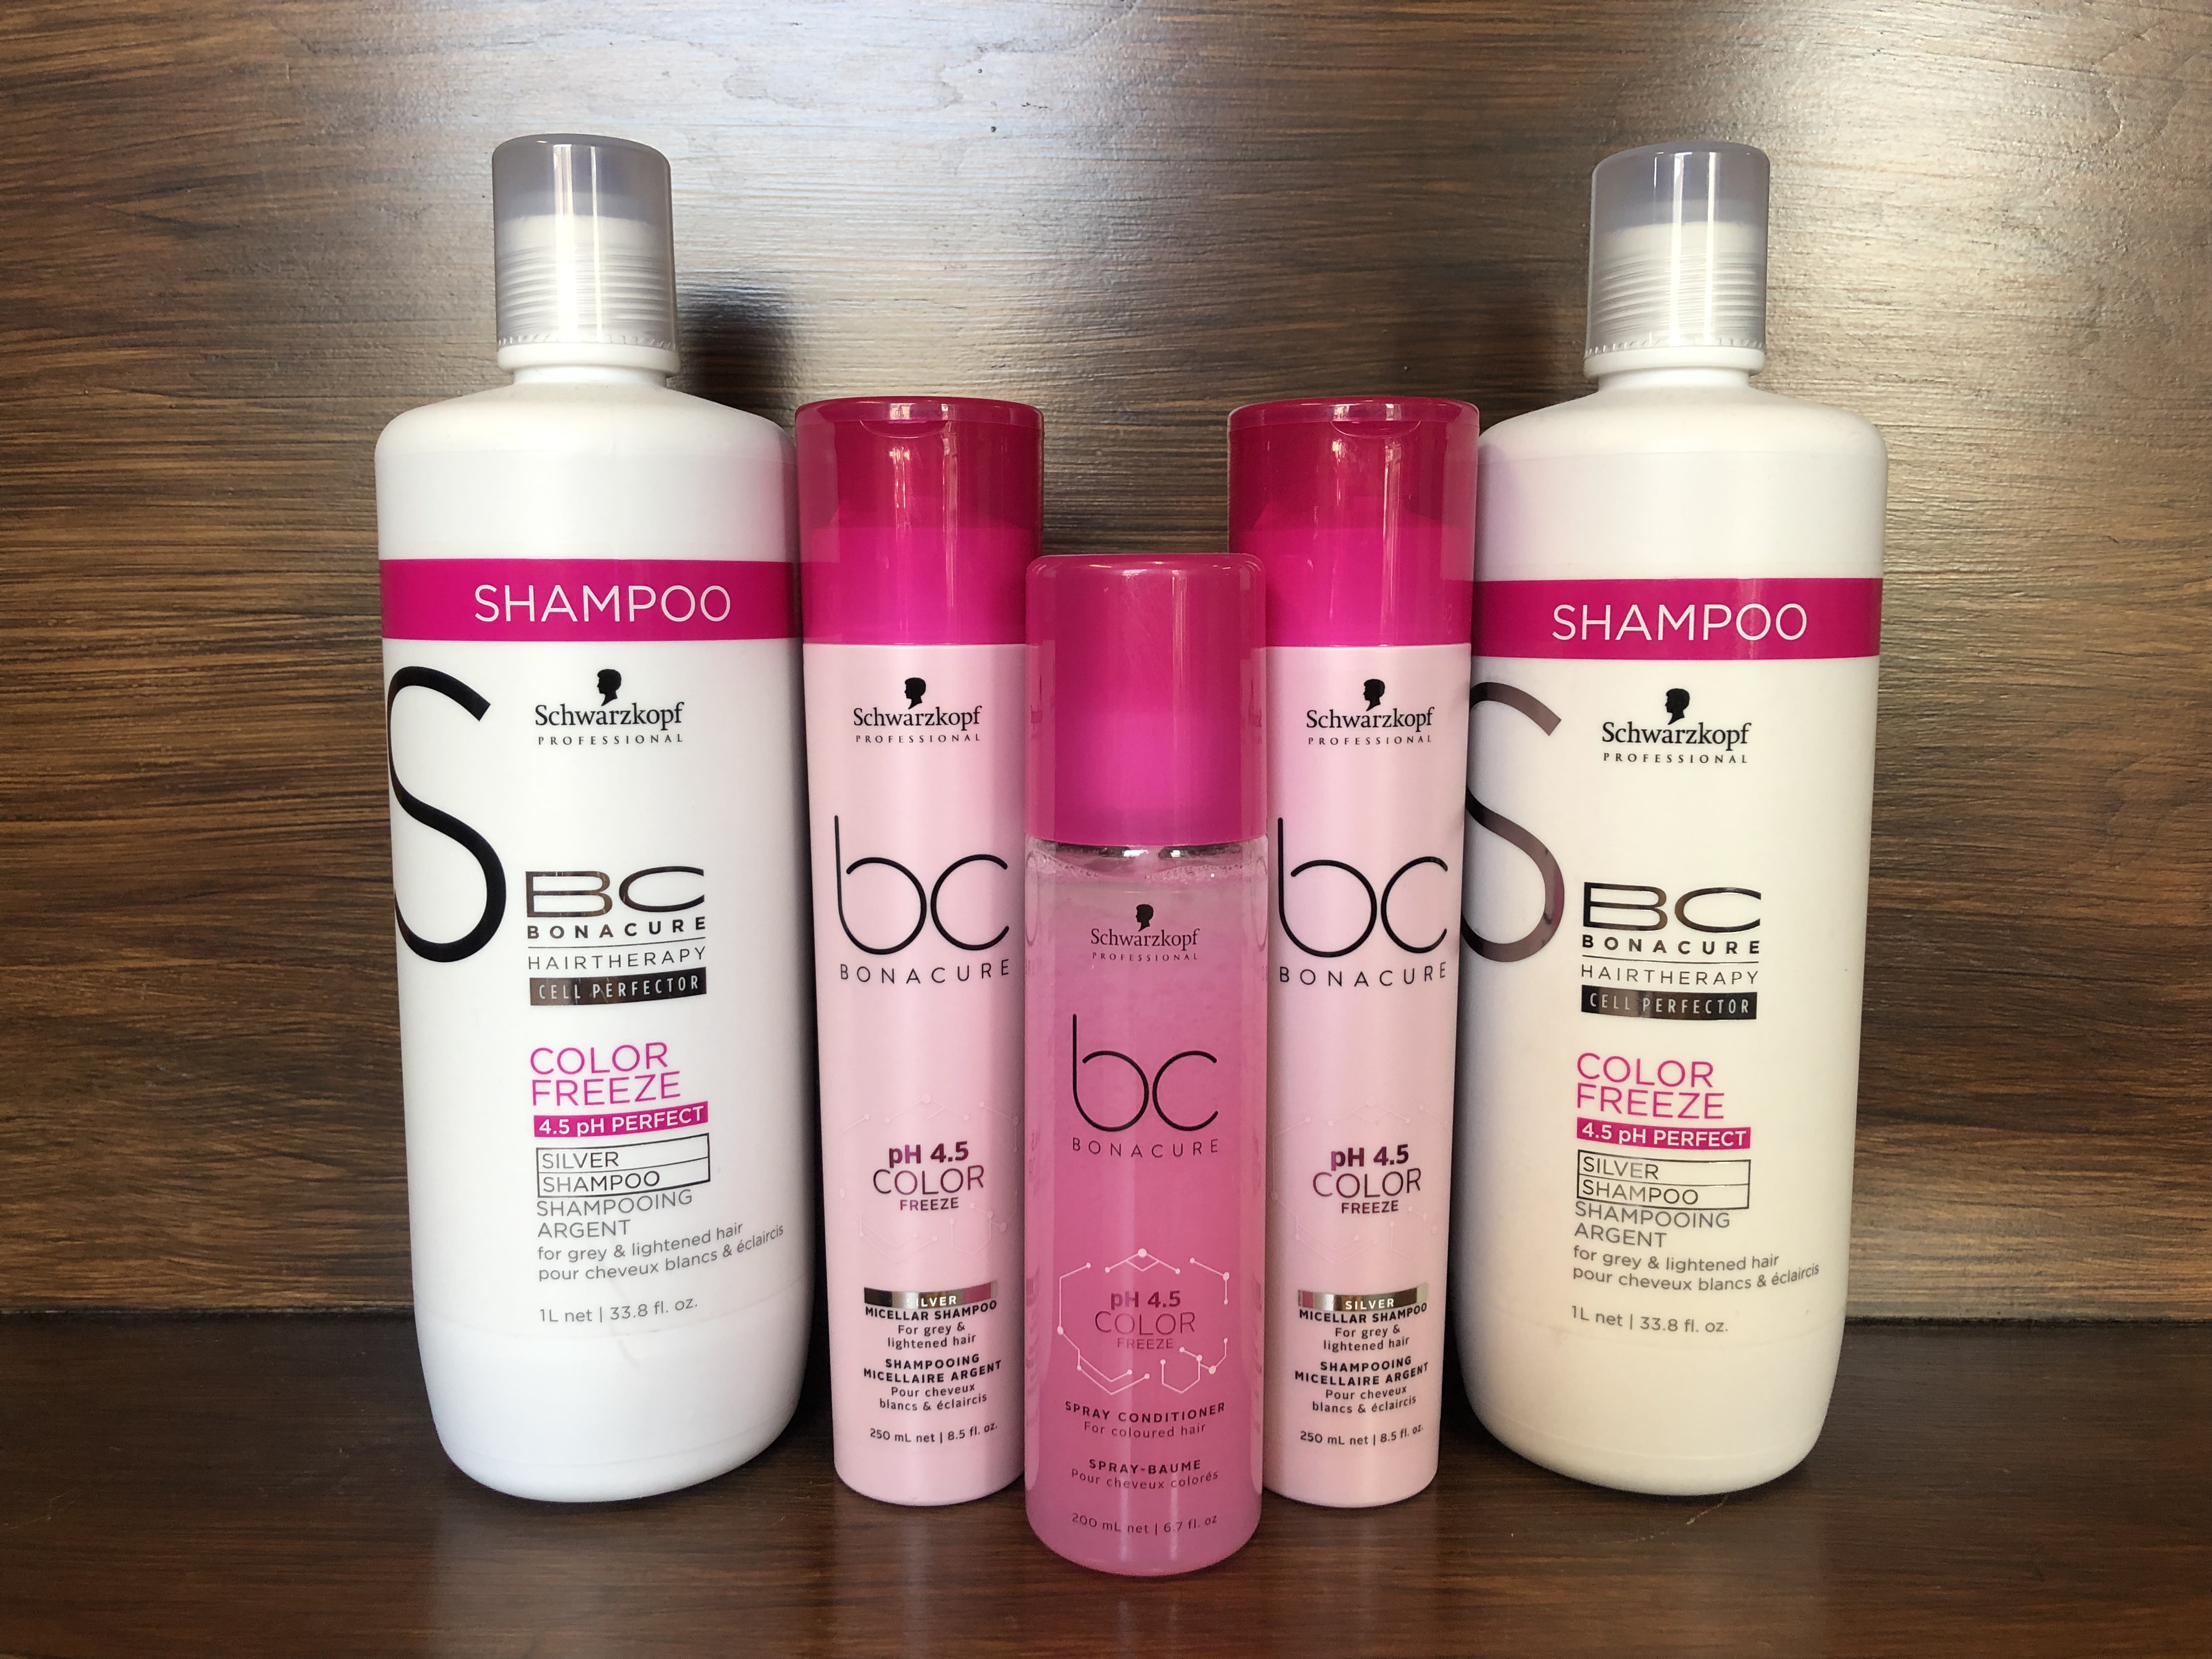 SHAMPOO
S
Schwarzkopf
PROFESSIONAL
BC
BONACURE
HAIRTHERAPY
CELL PERFECTOR
COLOR
FREEZE
4.5 pH PERFECT
SILVER
SHAMPOO
SHAMPOOING
ARGENT
for grey & lightened hair
pour cheveux blancs & éclaircis
1L net | 33.8 fl. oz.
Schwarzkopf
PROFESSIONAL
bc
BONACURE
pH 4.5
COLOR
FREEZE
SILVER
MICELLAR SHAMPOO
For grey &
lightened hair
SHAMPOOING
MICELLAIRE ARGENT
Pour cheveux
blancs & éclaircis
250 mL net | 8.5 fl. oz.
Schwarzkopf
PROFESSIONAL
bc
BONACURE
pH 4.5
COLOR
FREEZE
SPRAY CONDITIONER
For coloured hair
SPRAY-BAUME
Pour cheveux colorés
200 mL net | 6.7 fl. oz
Schwarzkopf
PROFESSIONAL
bc
BONACURE
pH 4.5
COLOR
FREEZE
SILVER
MICELLAR SHAMPOO
For grey &
lightened hair
SHAMPOOING
MICELLAIRE ARGENT
Pour cheveux
blancs & éclaircis
250 mL net | 8.5 fl. oz.
SHAMPOO
S
Schwarzkopf
PROFESSIONAL
BC
BONACURE
HAIRTHERAPY
CELL PERFECTOR
COLOR
FREEZE
4.5 pH PERFECT
SILVER
SHAMPOO
SHAMPOOING
ARGENT
for grey & lightened hair
pour cheveux blancs & éclaircis
1L net | 33.8 fl. oz.